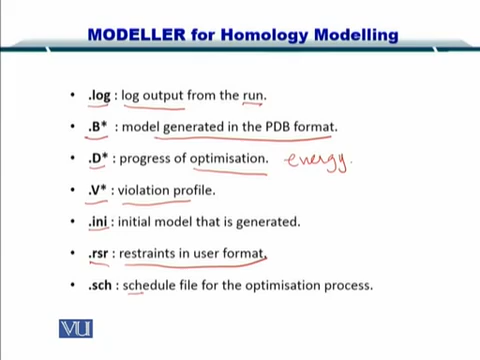 MODELLER for Homology Modelling
• .log : log output from the run.
• .B* : model generated in the PDB format.
• .D* : progress of optimisation. energy.
• .V* : violation profile.
• .ini : initial model that is generated.
• .rsr : restraints in user format.
• .sch : schedule file for the optimisation process.
VU